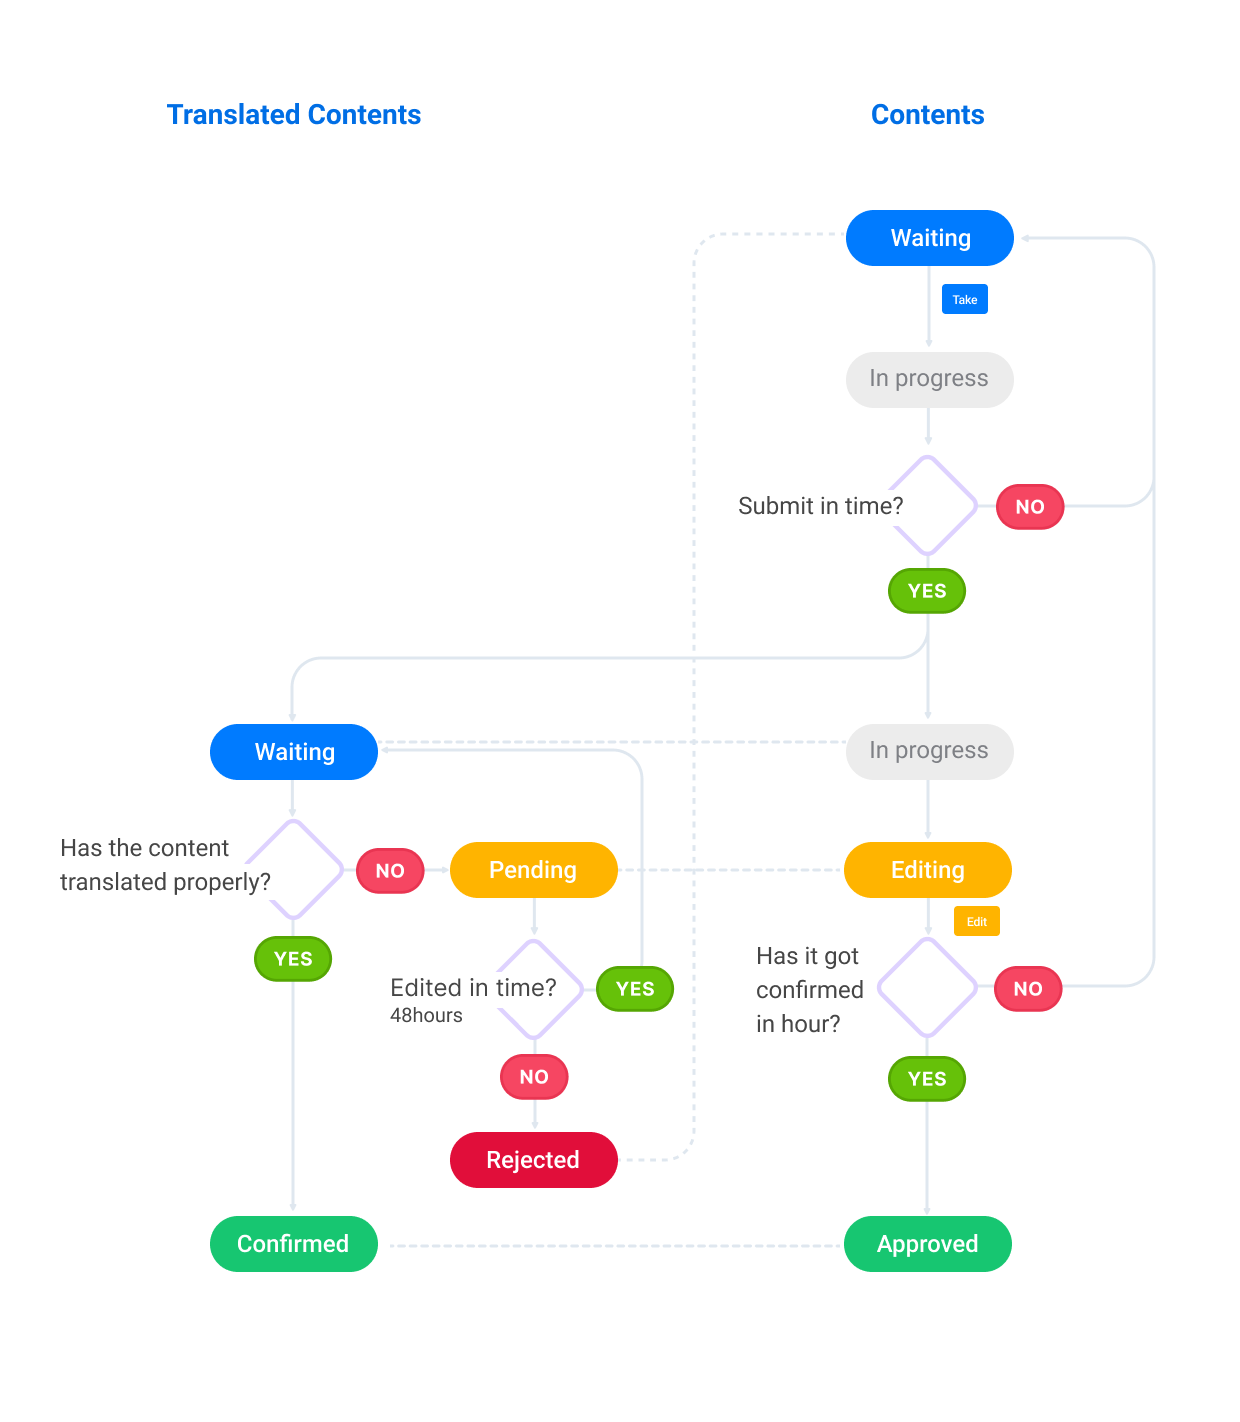 Translated Contents
Contents
Waiting
Take
In progress
Submit in time?
NO
YES
Waiting
In progress
Has the content
translated properly?
NO
Pending
Editing
Edit
YES
Edited in time?
48hours
YES
Has it got
confirmed
in hour?
NO
NO
YES
Rejected
Confirmed
Approved